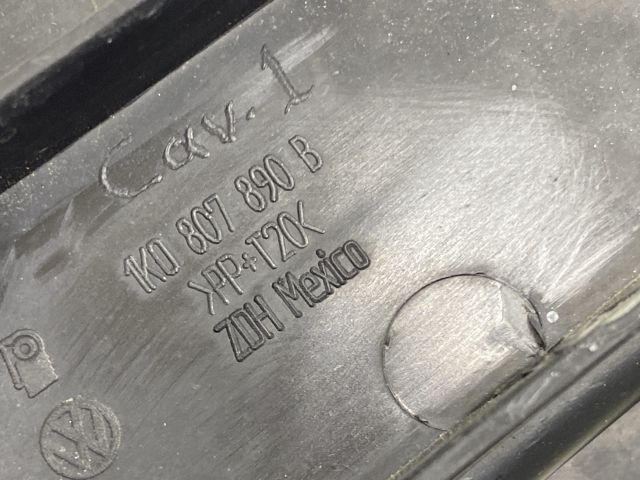 Cav. 1
1K0 807 890 B
>PP+T20<
ZDH Mexico